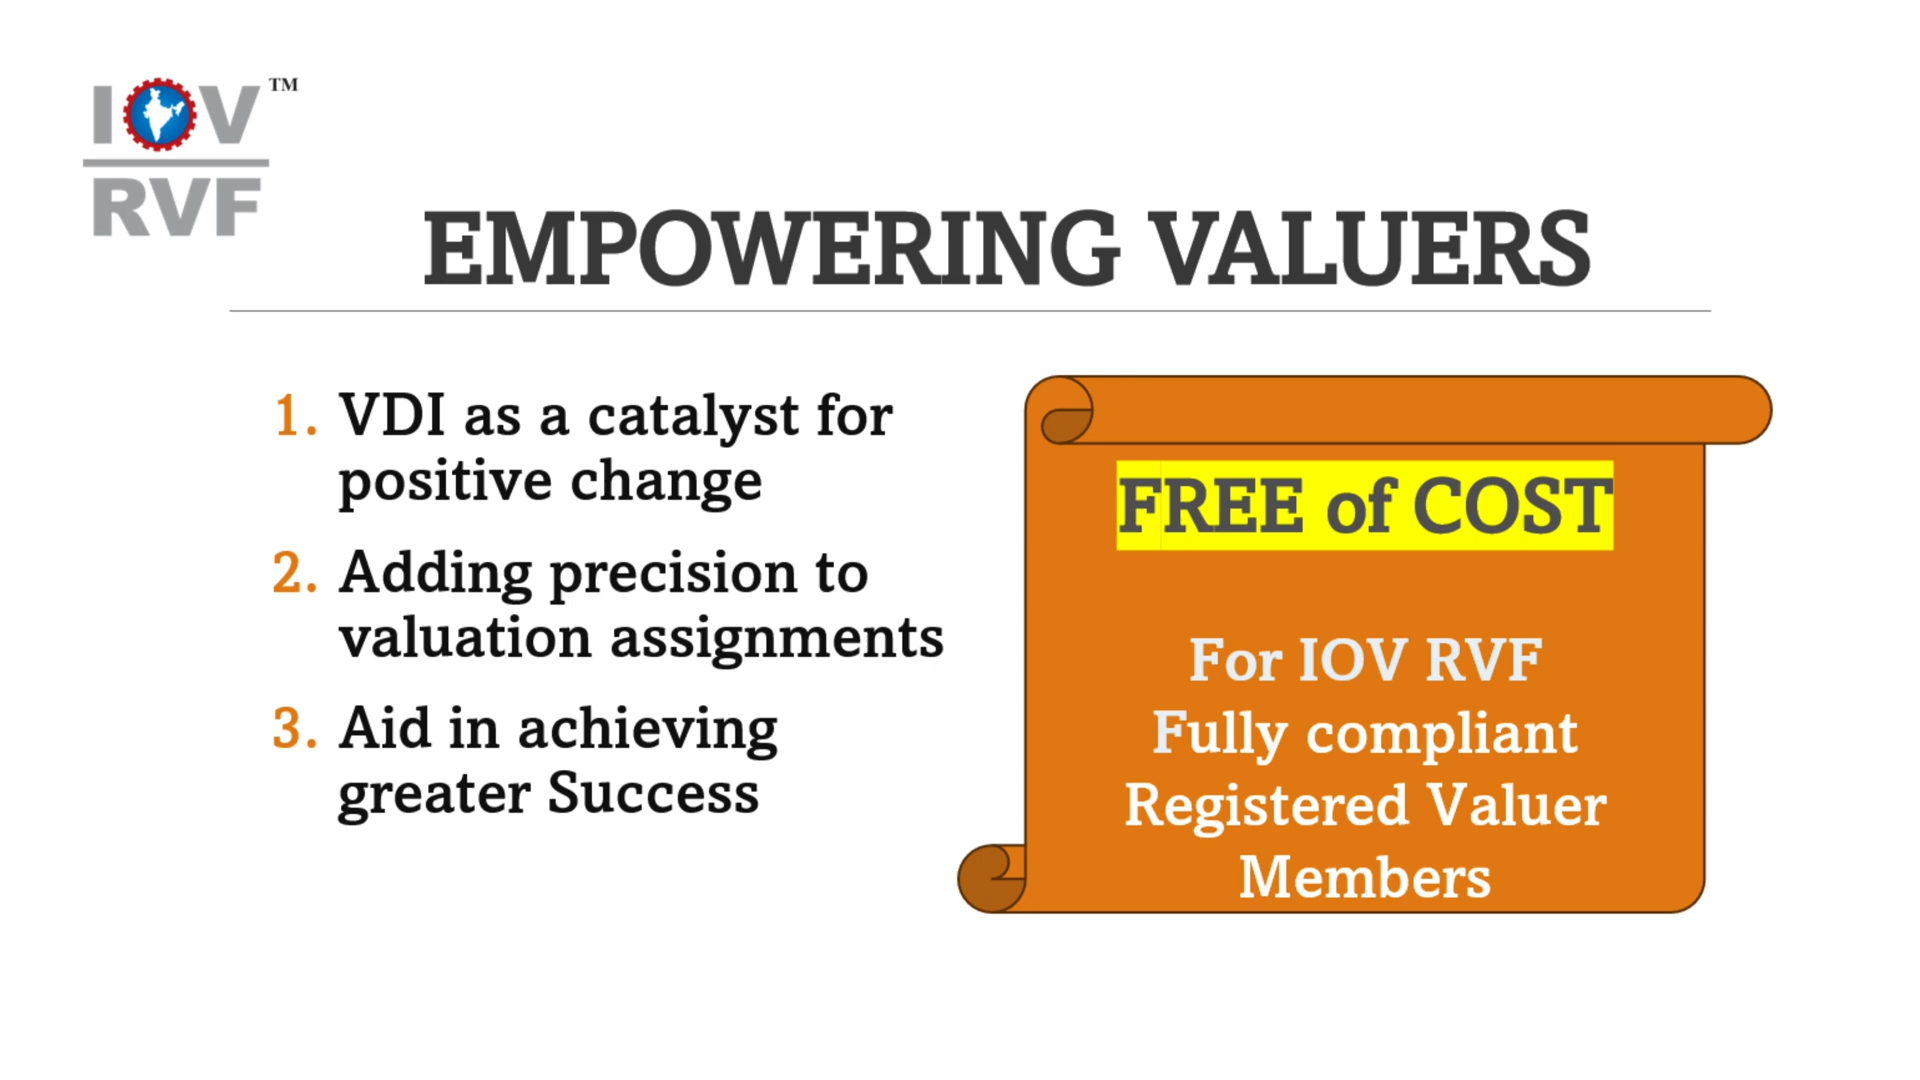 IOV™
RVF
EMPOWERING VALUERS
1. VDI as a catalyst for
positive change
2. Adding precision to
valuation assignments
3. Aid in achieving
greater Success
FREE of COST
For IOV RVF
Fully compliant
Registered Valuer
Members